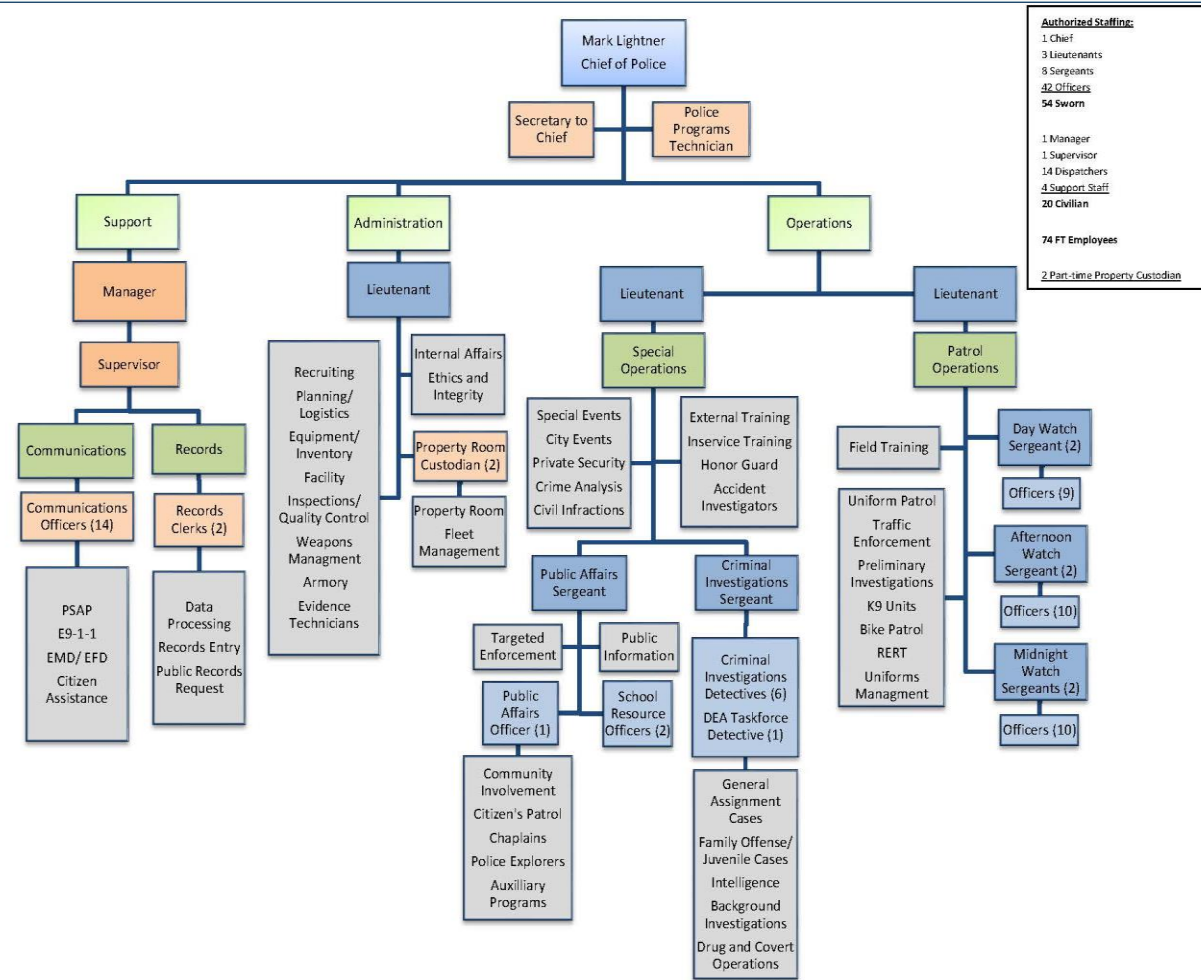 Authorized Staffing:
1 Chief
3 Lieutenants
8 Sergeants
42 Officers
54 Sworn
1 Manager
1 Supervisor
14 Dispatchers
4 Support Staff
20 Civilian
74 FT Employees
2 Part-time Property Custodian
Mark Lightner
Chief of Police
Secretary to
Chief
Police
Programs
Technician
Support
Administration
Operations
Manager
Lieutenant
Lieutenant
Lieutenant
Supervisor
Special
Operations
Patrol
Operations
Communications
Records
Communications
Officers (14)
Records
Clerks (2)
PSAP
E9-1-1
EMD/ EFD
Citizen
Assistance
Data
Processing
Records Entry
Public Records
Request
Recruiting
Planning/
Logistics
Equipment/
Inventory
Facility
Inspections/
Quality Control
Weapons
Managment
Armory
Evidence
Technicians
Internal Affairs
Ethics and
Integrity
Property Room
Custodian (2)
Property Room
Fleet
Management
Special Events
City Events
Private Security
Crime Analysis
Civil Infractions
External Training
Inservice Training
Honor Guard
Accident
Investigators
Public Affairs
Sergeant
Criminal
Investigations
Sergeant
Targeted
Enforcement
Public
Information
Public
Affairs
Officer (1)
School
Resource
Officers (2)
Criminal
Investigations
Detectives (6)
DEA Taskforce
Detective (1)
Community
Involvement
Citizen's Patrol
Chaplains
Police Explorers
Auxilliary
Programs
General
Assignment
Cases
Family Offense/
Juvenile Cases
Intelligence
Background
Investigations
Drug and Covert
Operations
Field Training
Uniform Patrol
Traffic
Enforcement
Preliminary
Investigations
K9 Units
Bike Patrol
RERT
Uniforms
Managment
Day Watch
Sergeant (2)
Officers (9)
Afternoon
Watch
Sergeant (2)
Officers (10)
Midnight
Watch
Sergeants (2)
Officers (10)